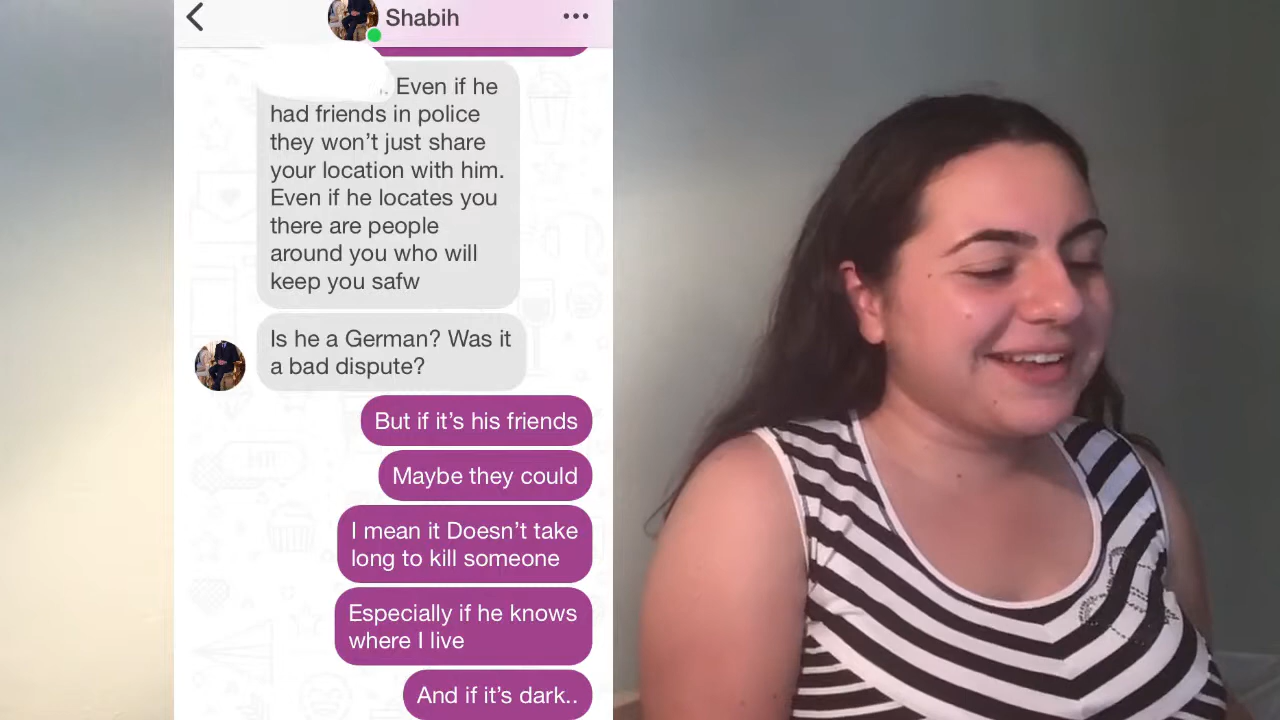 Shabih
. Even if he
had friends in police
they won't just share
your location with him.
Even if he locates you
there are people
around you who will
keep you safw
Is he a German? Was it
a bad dispute?
But if it's his friends
Maybe they could
I mean it Doesn't take
long to kill someone
Especially if he knows
where I live
And if it's dark..